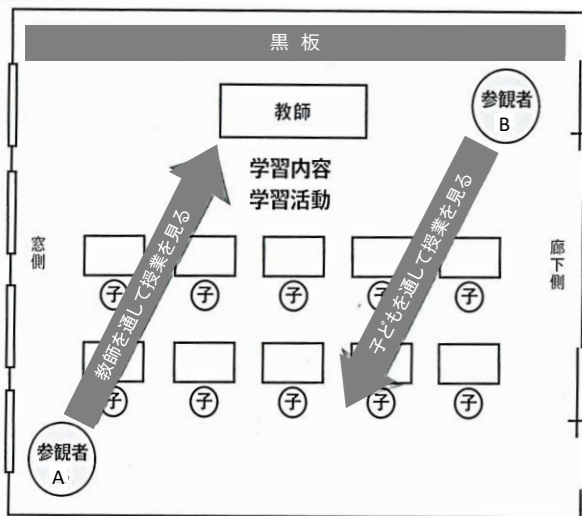 黒板
教師
参観者
B
学習内容
学習活動
教師を通して授業を見る
子どもを通して授業を見る
窓側
廊下側
子
子
子
子
子
子
子
子
子
子
参観者
A